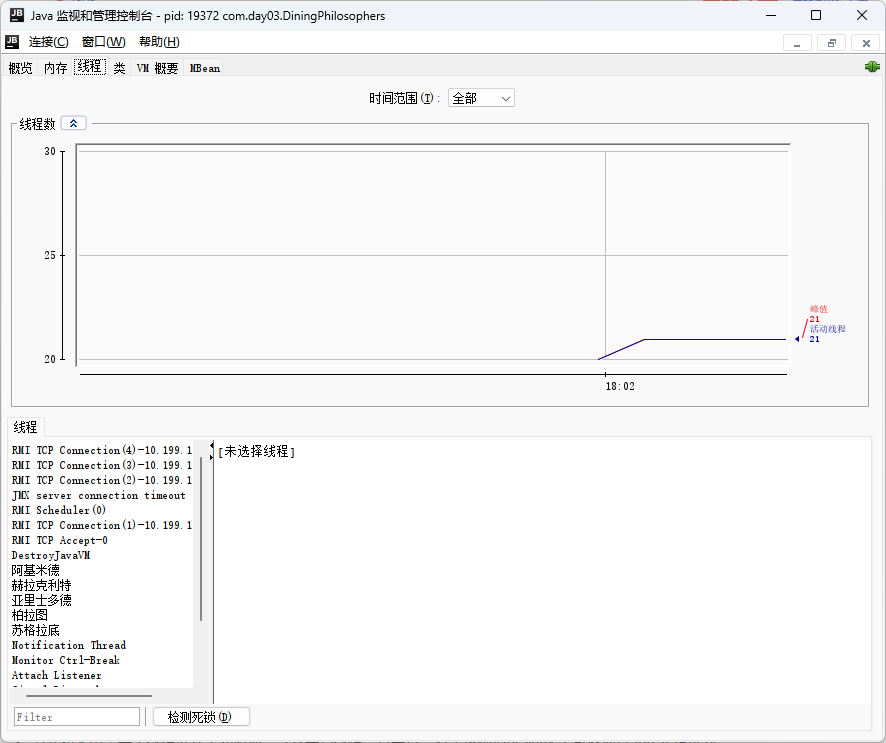 JB Java 监视和管理控制台 - pid: 19372 com.day03.DiningPhilosophers
JB 连接(C) 窗口(W) 帮助(H)
概览 内存 线程 类 VM 概要 MBean
时间范围(T): 全部
线程数
30
25
20
18:02
峰值
21
活动线程
21
线程
RMI TCP Connection(4)-10.199.1
RMI TCP Connection(3)-10.199.1
RMI TCP Connection(2)-10.199.1
JMX server connection timeout
RMI Scheduler(0)
RMI TCP Connection(1)-10.199.1
RMI TCP Accept-0
DestroyJavaVM
阿基米德
赫拉克利特
亚里士多德
柏拉图
苏格拉底
Notification Thread
Monitor Ctrl-Break
Attach Listener
[未选择线程]
Filter
检测死锁(D)